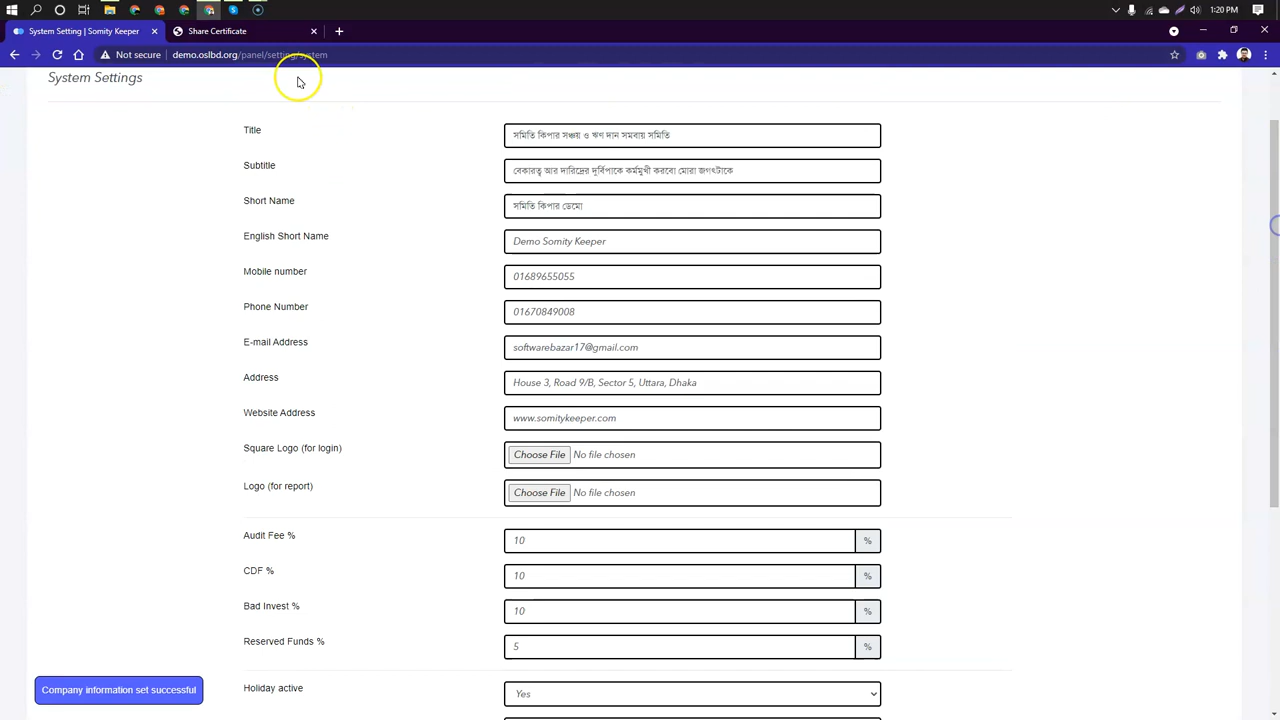 1:20 PM
System Setting | Somity Keeper
Share Certificate
Not secure demo.oslbd.org/panel/setting/system
System Settings
Title
সমিতি কিপার সঞ্চয় ও ঋণ দান সমবায় সমিতি
Subtitle
বেকারত্ব আর দারিদ্রের দুর্বিপাকে কর্মমুখী করবো মোরা জগৎটাকে
Short Name
সমিতি কিপার ডেমো
English Short Name
Demo Somity Keeper
Mobile number
01689655055
Phone Number
01670849008
E-mail Address
softwarebazar17@gmail.com
Address
House 3, Road 9/B, Sector 5, Uttara, Dhaka
Website Address
www.somitykeeper.com
Square Logo (for login)
Choose File No file chosen
Logo (for report)
Choose File No file chosen
Audit Fee %
10 %
CDF %
10 %
Bad Invest %
10 %
Reserved Funds %
5 %
Company information set successful
Holiday active
Yes